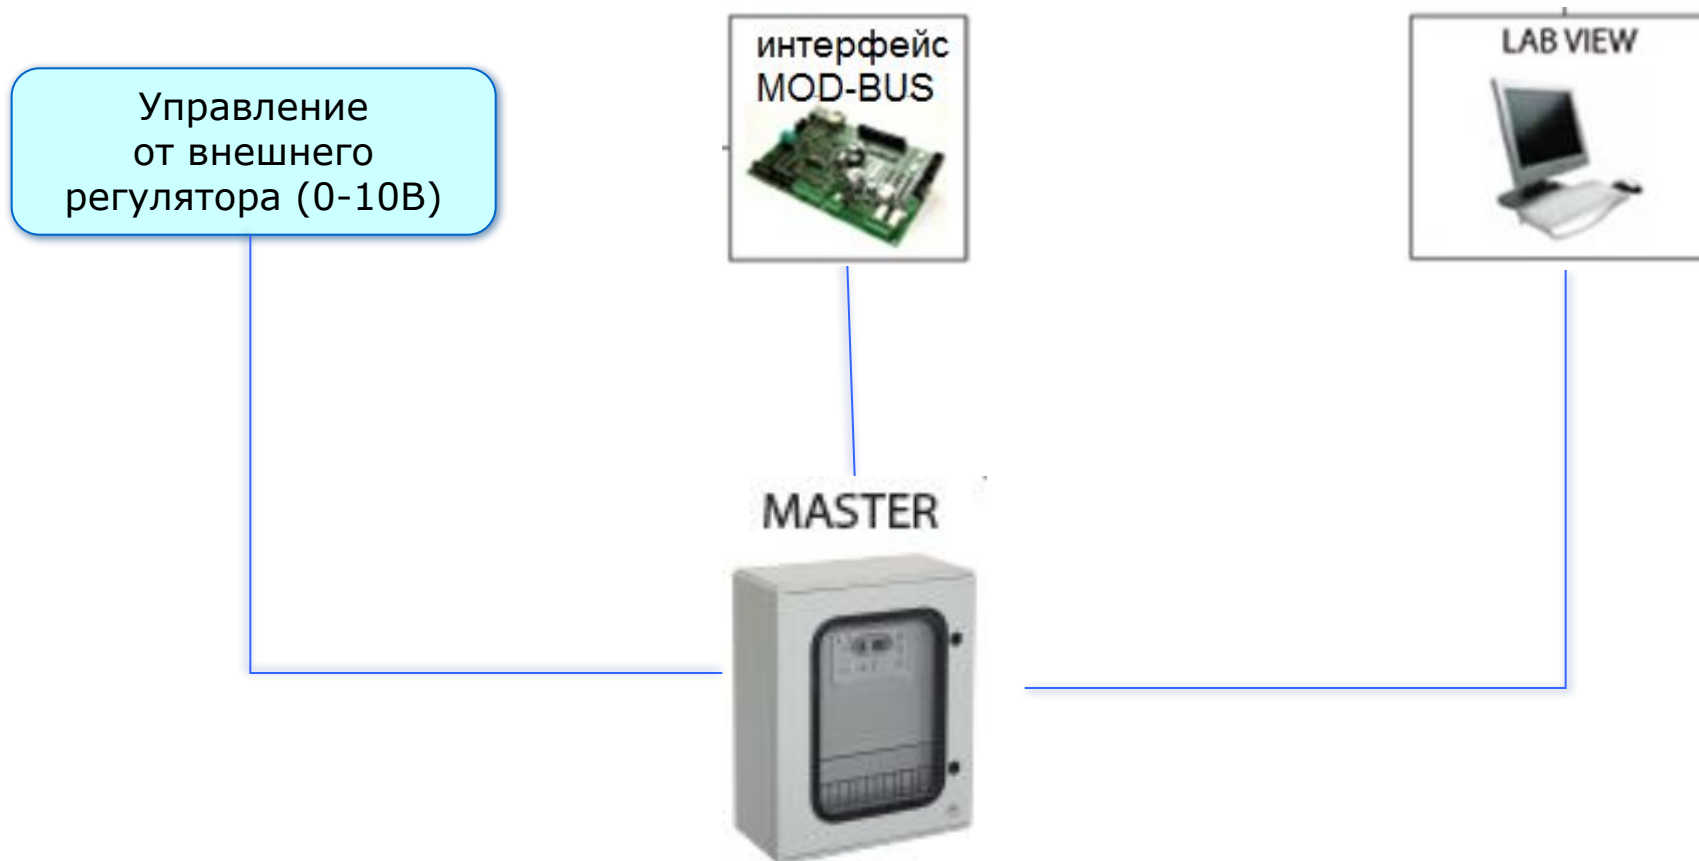 Управление
от внешнего
регулятора (0-10В)
интерфейс
MOD-BUS
LAB VIEW
MASTER